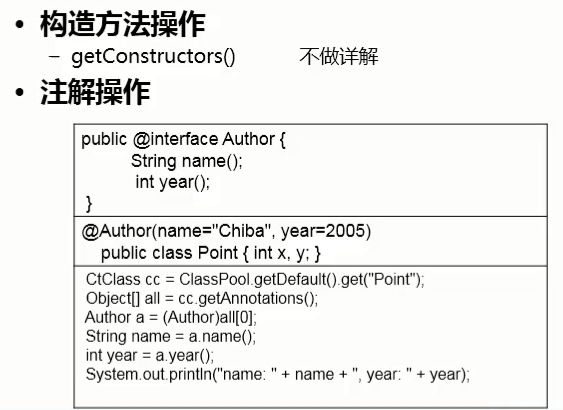 • 构造方法操作
– getConstructors() 不做详解
• 注解操作
public @interface Author {
String name();
int year();
}
@Author(name="Chiba", year=2005)
public class Point { int x, y; }
CtClass cc = ClassPool.getDefault().get("Point");
Object[] all = cc.getAnnotations();
Author a = (Author)all[0];
String name = a.name();
int year = a.year();
System.out.println("name: " + name + ", year: " + year);